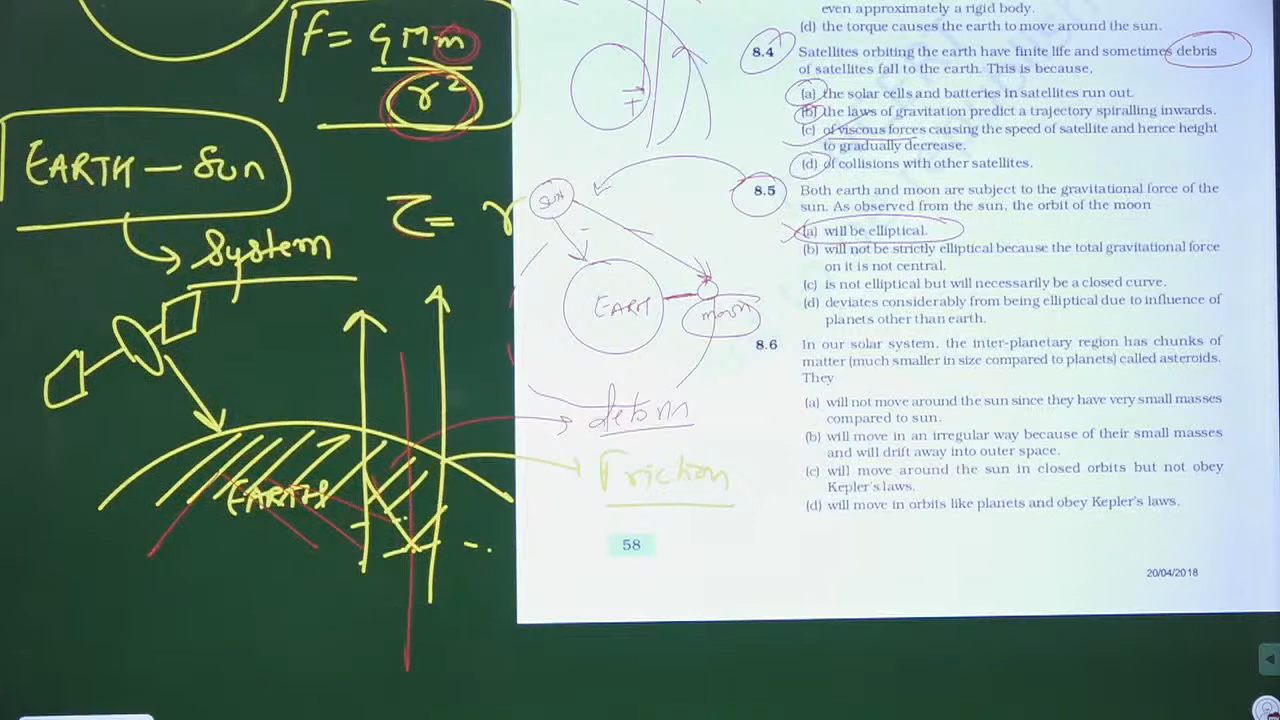 F = GMm
r²
EARTH – Sun
System
τ = r
EARTH
even approximately a rigid body.
(d) the torque causes the earth to move around the sun.
8.4 Satellites orbiting the earth have finite life and sometimes debris
of satellites fall to the earth. This is because,
(a) the solar cells and batteries in satellites run out.
(b) the laws of gravitation predict a trajectory spiralling inwards.
(c) of viscous forces causing the speed of satellite and hence height
to gradually decrease.
(d) of collisions with other satellites.
8.5 Both earth and moon are subject to the gravitational force of the
sun. As observed from the sun, the orbit of the moon
(a) will be elliptical.
(b) will not be strictly elliptical because the total gravitational force
on it is not central.
(c) is not elliptical but will necessarily be a closed curve.
(d) deviates considerably from being elliptical due to influence of
planets other than earth.
8.6 In our solar system, the inter-planetary region has chunks of
matter (much smaller in size compared to planets) called asteroids.
They
(a) will not move around the sun since they have very small masses
compared to sun.
(b) will move in an irregular way because of their small masses
and will drift away into outer space.
(c) will move around the sun in closed orbits but not obey
Kepler's laws.
(d) will move in orbits like planets and obey Kepler's laws.
SUN
EARTH
moon
debris
Friction
58
20/04/2018